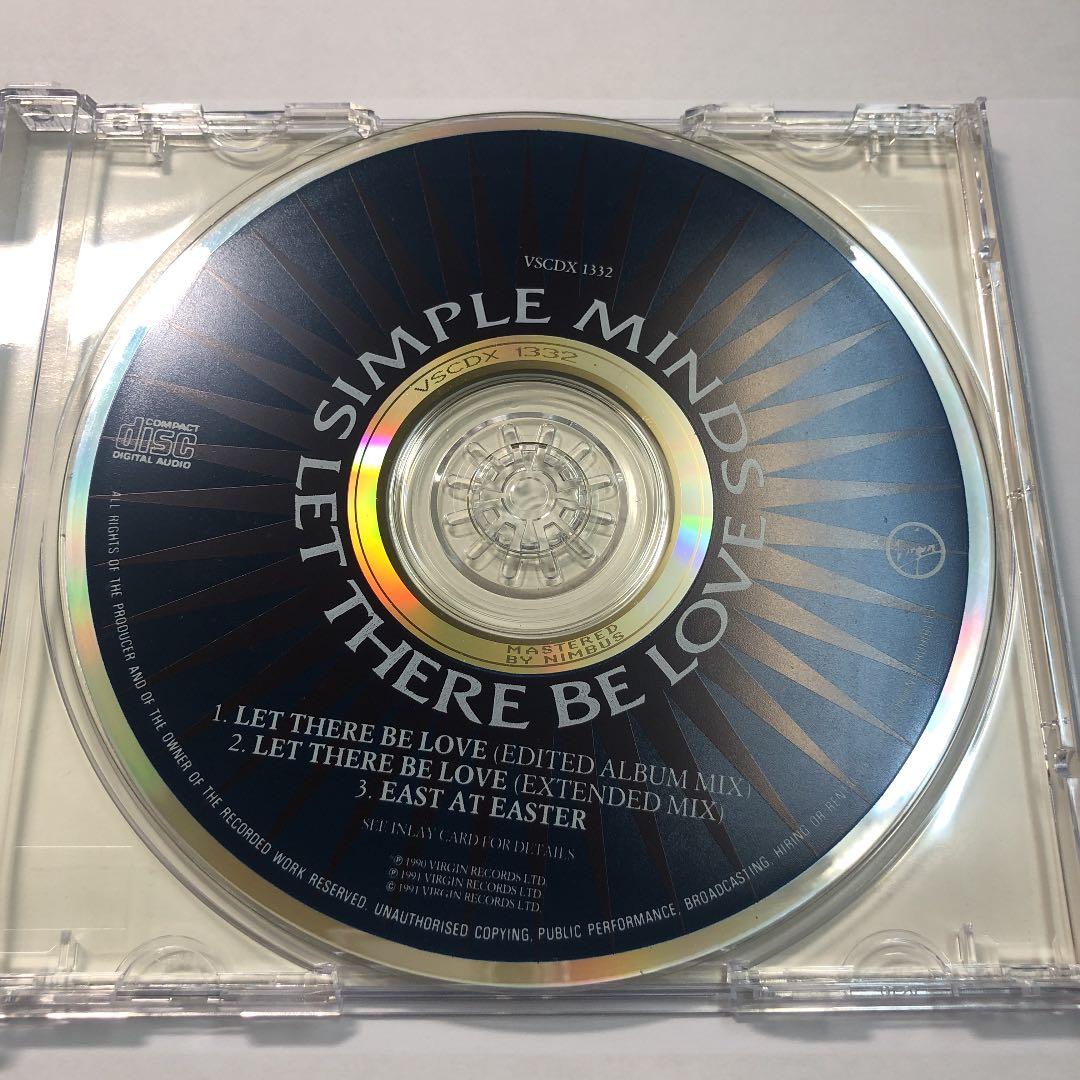 VSCDX 1332
SIMPLE MINDS
LET THERE BE LOVE
VSCDX 1332
MASTERED
BY NIMBUS
COMPACT
disc
DIGITAL AUDIO
Virgin
1. LET THERE BE LOVE (EDITED ALBUM MIX)
2. LET THERE BE LOVE (EXTENDED MIX)
3. EAST AT EASTER
SEE INLAY CARD FOR DETAILS
℗ 1990 VIRGIN RECORDS LTD
℗ 1991 VIRGIN RECORDS LTD
© 1991 VIRGIN RECORDS LTD
ALL RIGHTS OF THE PRODUCER AND OF THE OWNER OF THE RECORDED WORK RESERVED. UNAUTHORISED COPYING, PUBLIC PERFORMANCE, BROADCASTING, HIRING OR